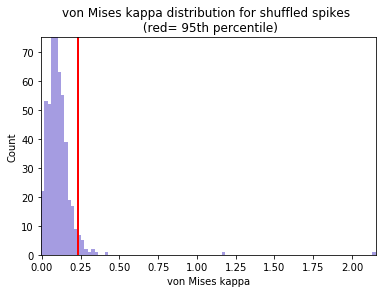 von Mises kappa distribution for shuffled spikes
(red= 95th percentile)
Count
70
60
50
40
30
20
10
0
0.00 0.25 0.50 0.75 1.00 1.25 1.50 1.75 2.00
von Mises kappa